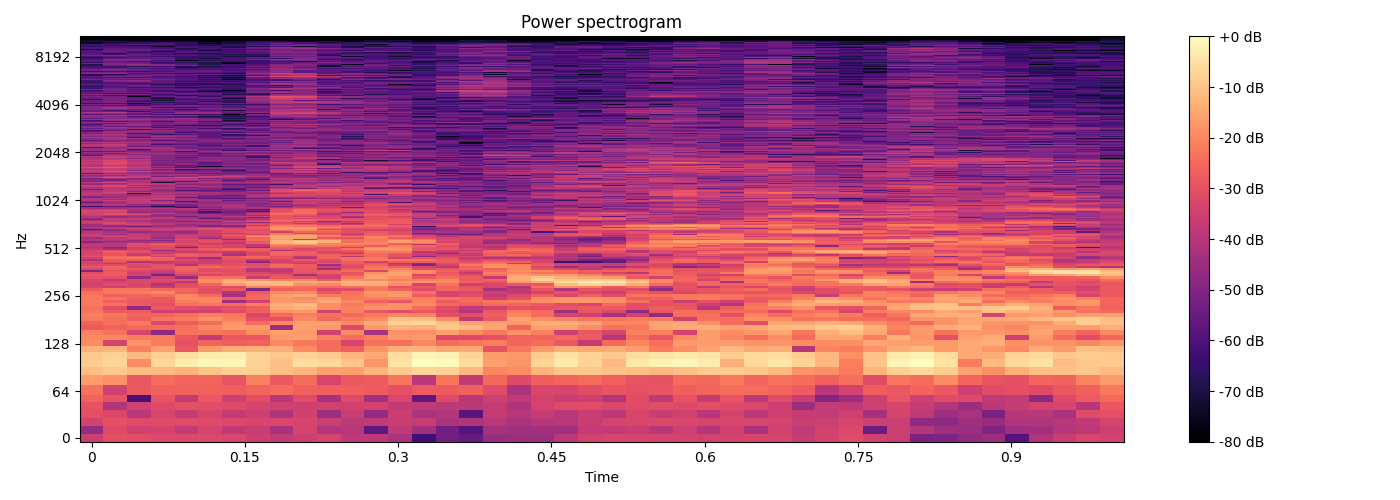 Power spectrogram
Hz
8192
4096
2048
1024
512
256
128
64
0
0 0.15 0.3 0.45 0.6 0.75 0.9
Time
+0 dB
-10 dB
-20 dB
-30 dB
-40 dB
-50 dB
-60 dB
-70 dB
-80 dB